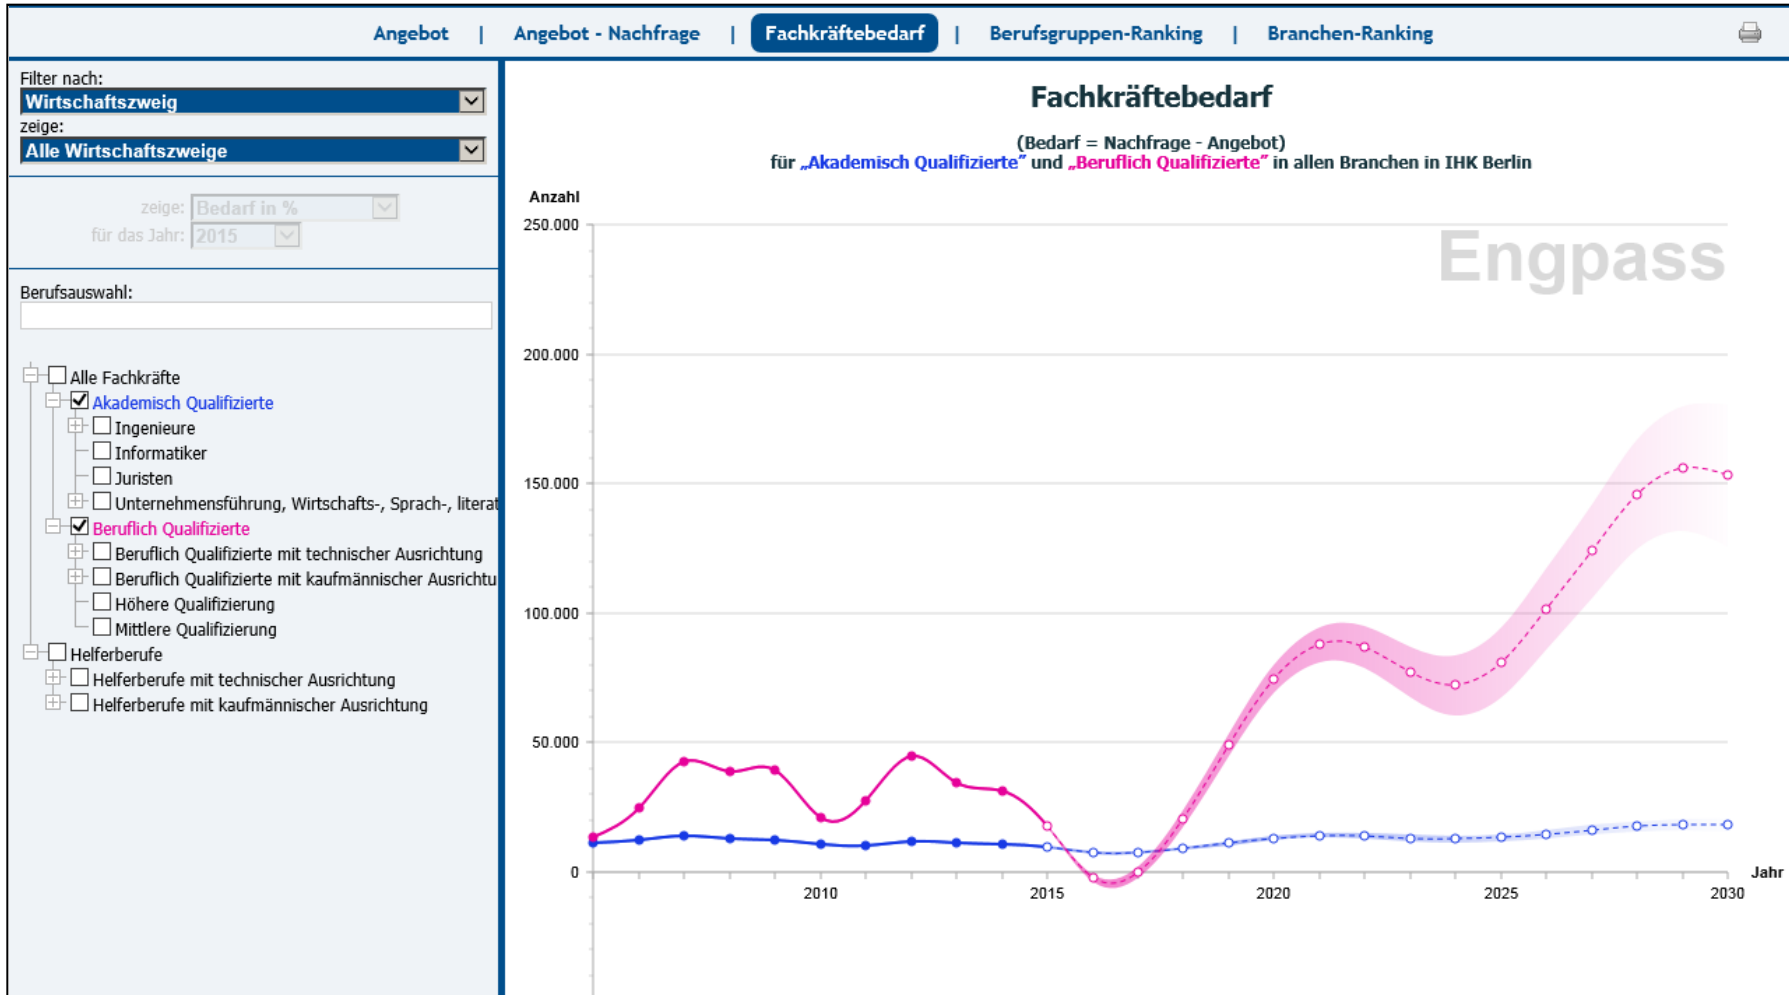 Angebot | Angebot - Nachfrage | Fachkräftebedarf | Berufsgruppen-Ranking | Branchen-Ranking
Filter nach:
Wirtschaftszweig
zeige:
Alle Wirtschaftszweige
zeige: Bedarf in %
für das Jahr: 2015
Berufsauswahl:
Alle Fachkräfte
Akademisch Qualifizierte
Ingenieure
Informatiker
Juristen
Unternehmensführung, Wirtschafts-, Sprach-, literat
Beruflich Qualifizierte
Beruflich Qualifizierte mit technischer Ausrichtung
Beruflich Qualifizierte mit kaufmännischer Ausrichtu
Höhere Qualifizierung
Mittlere Qualifizierung
Helferberufe
Helferberufe mit technischer Ausrichtung
Helferberufe mit kaufmännischer Ausrichtung
Fachkräftebedarf
(Bedarf = Nachfrage - Angebot)
für „Akademisch Qualifizierte” und „Beruflich Qualifizierte” in allen Branchen in IHK Berlin
Anzahl
250.000
Engpass
200.000
150.000
100.000
50.000
0
Jahr
2010 2015 2020 2025 2030